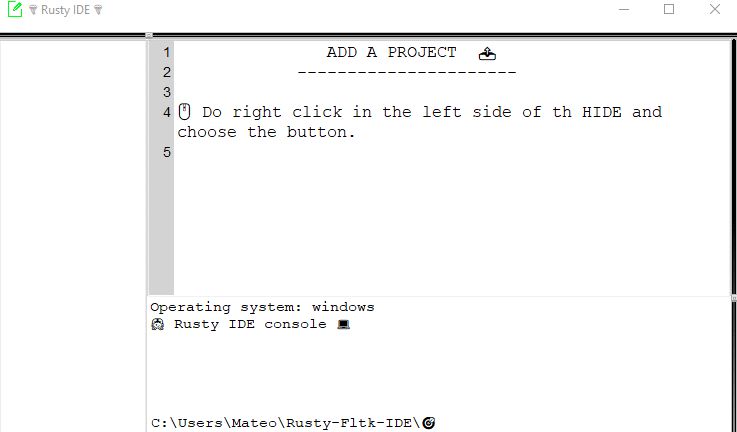 Rusty IDE
1 ADD A PROJECT
2 ----------------------
3
4 Do right click in the left side of th HIDE and
choose the button.
5
Operating system: windows
Rusty IDE console
C:\Users\Mateo\Rusty-Fltk-IDE\